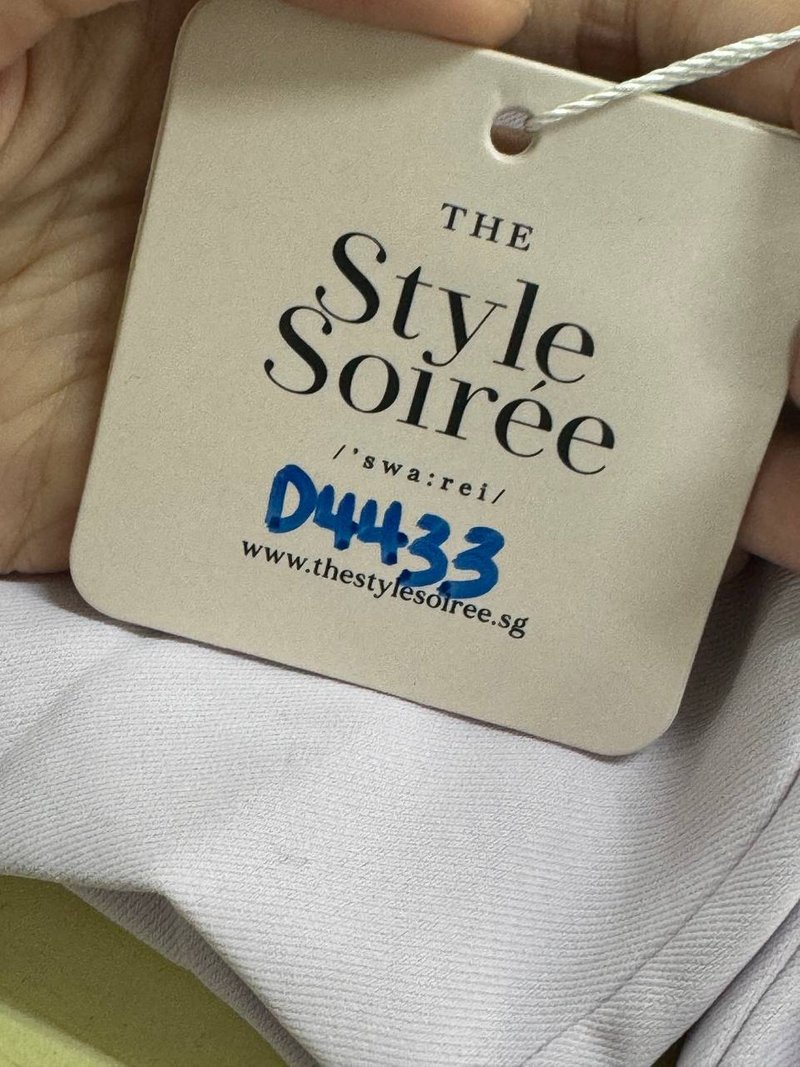 THE
Style
Soirée
/'swa:rei/
D4433
www.thestylesoiree.sg